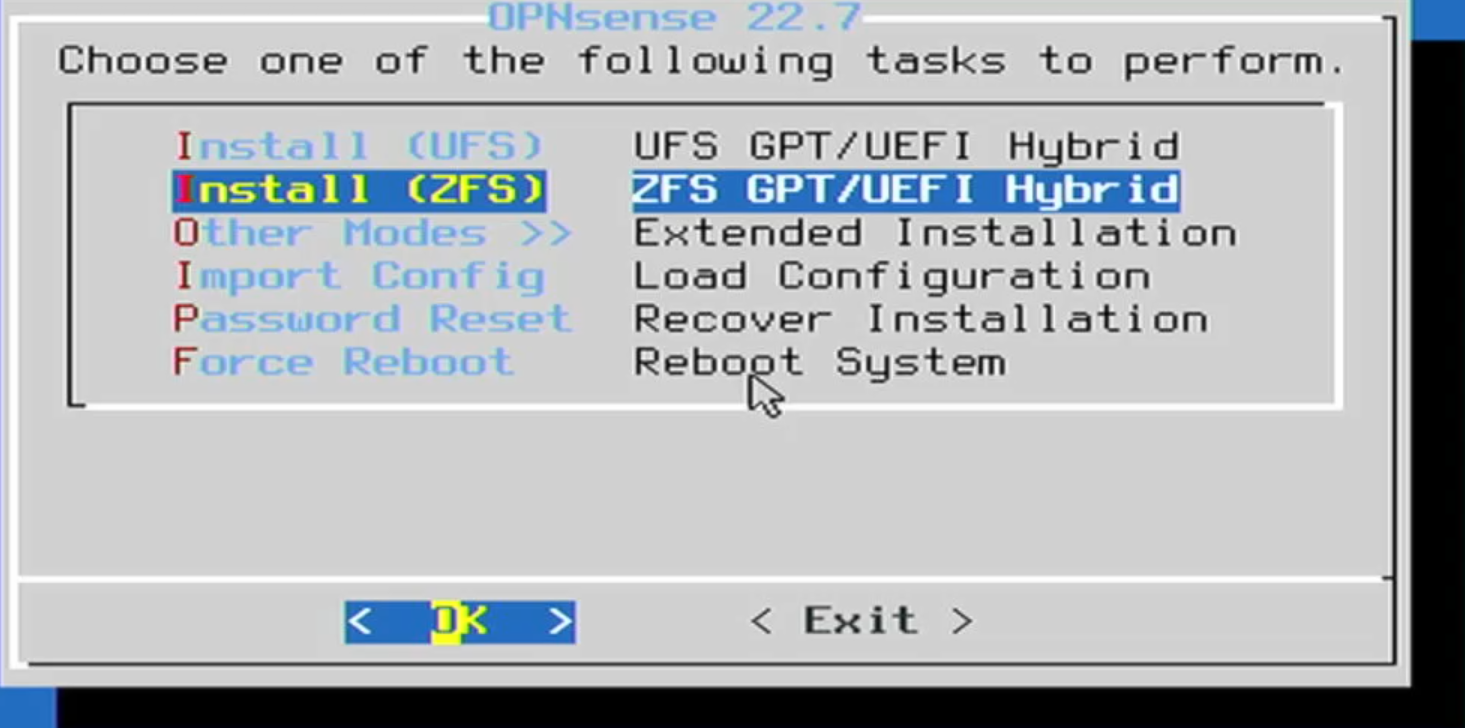 OPNsense 22.7
Choose one of the following tasks to perform.
Install (UFS) UFS GPT/UEFI Hybrid
Install (ZFS) ZFS GPT/UEFI Hybrid
Other Modes >> Extended Installation
Import Config Load Configuration
Password Reset Recover Installation
Force Reboot Reboot System
< OK > < Exit >